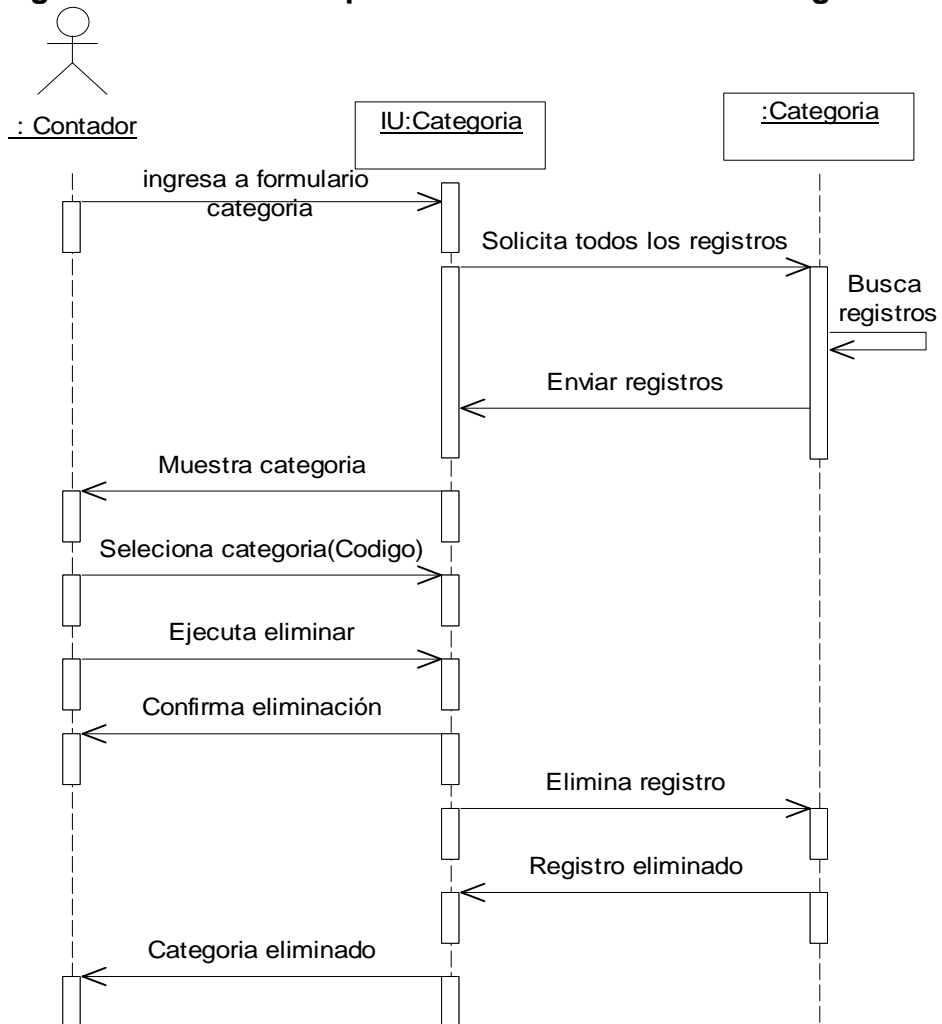 : Contador
IU:Categoria
:Categoria
ingresa a formulario
categoria
Solicita todos los registros
Busca
registros
Enviar registros
Muestra categoria
Seleciona categoria(Codigo)
Ejecuta eliminar
Confirma eliminación
Elimina registro
Registro eliminado
Categoria eliminado